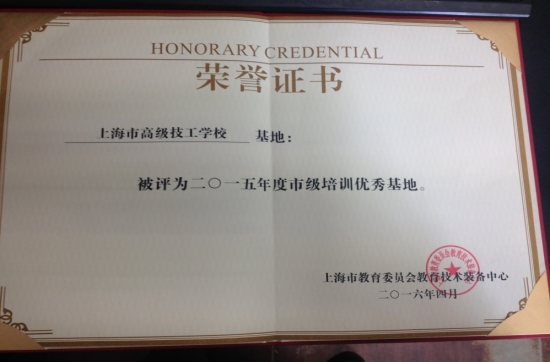 HONORARY CREDENTIAL
荣誉证书
上海市高级技工学校 基地：
被评为二〇一五年度市级培训优秀基地。
上海市教育委员会教育技术装备中心
二〇一六年四月